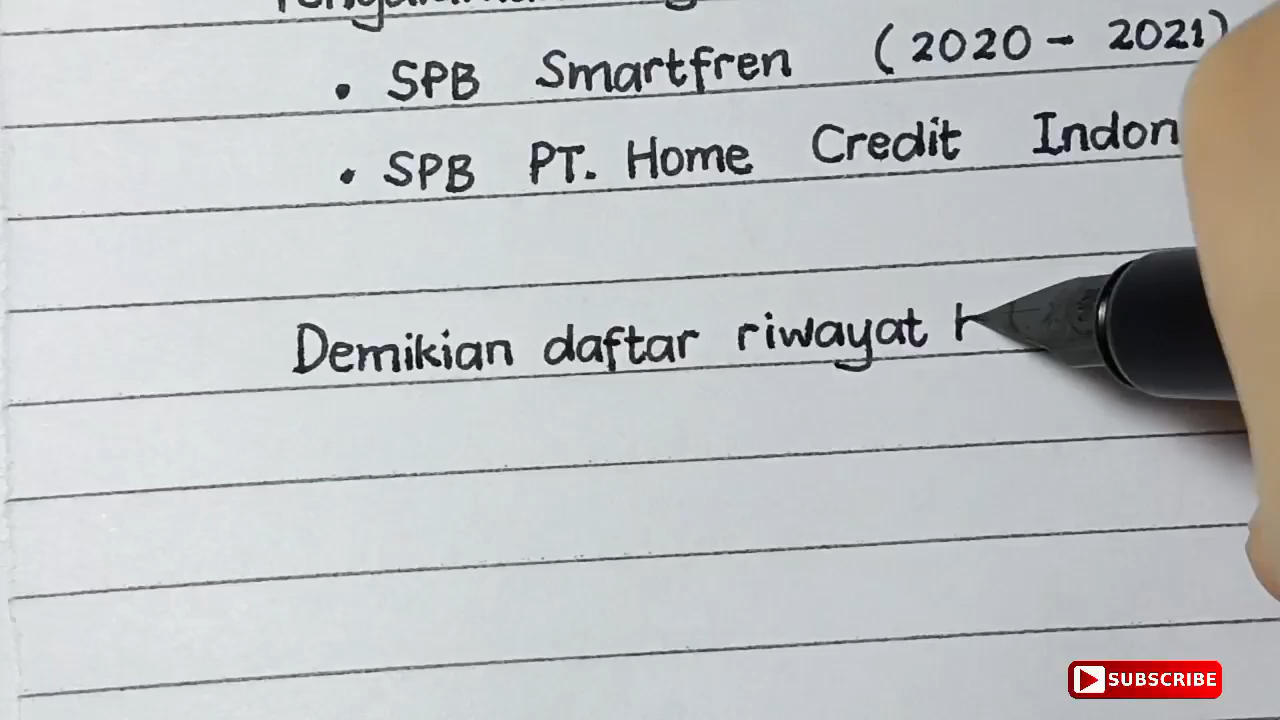 • SPB Smartfren (2020 - 2021)
• SPB PT. Home Credit Indon
Demikian daftar riwayat h
SUBSCRIBE